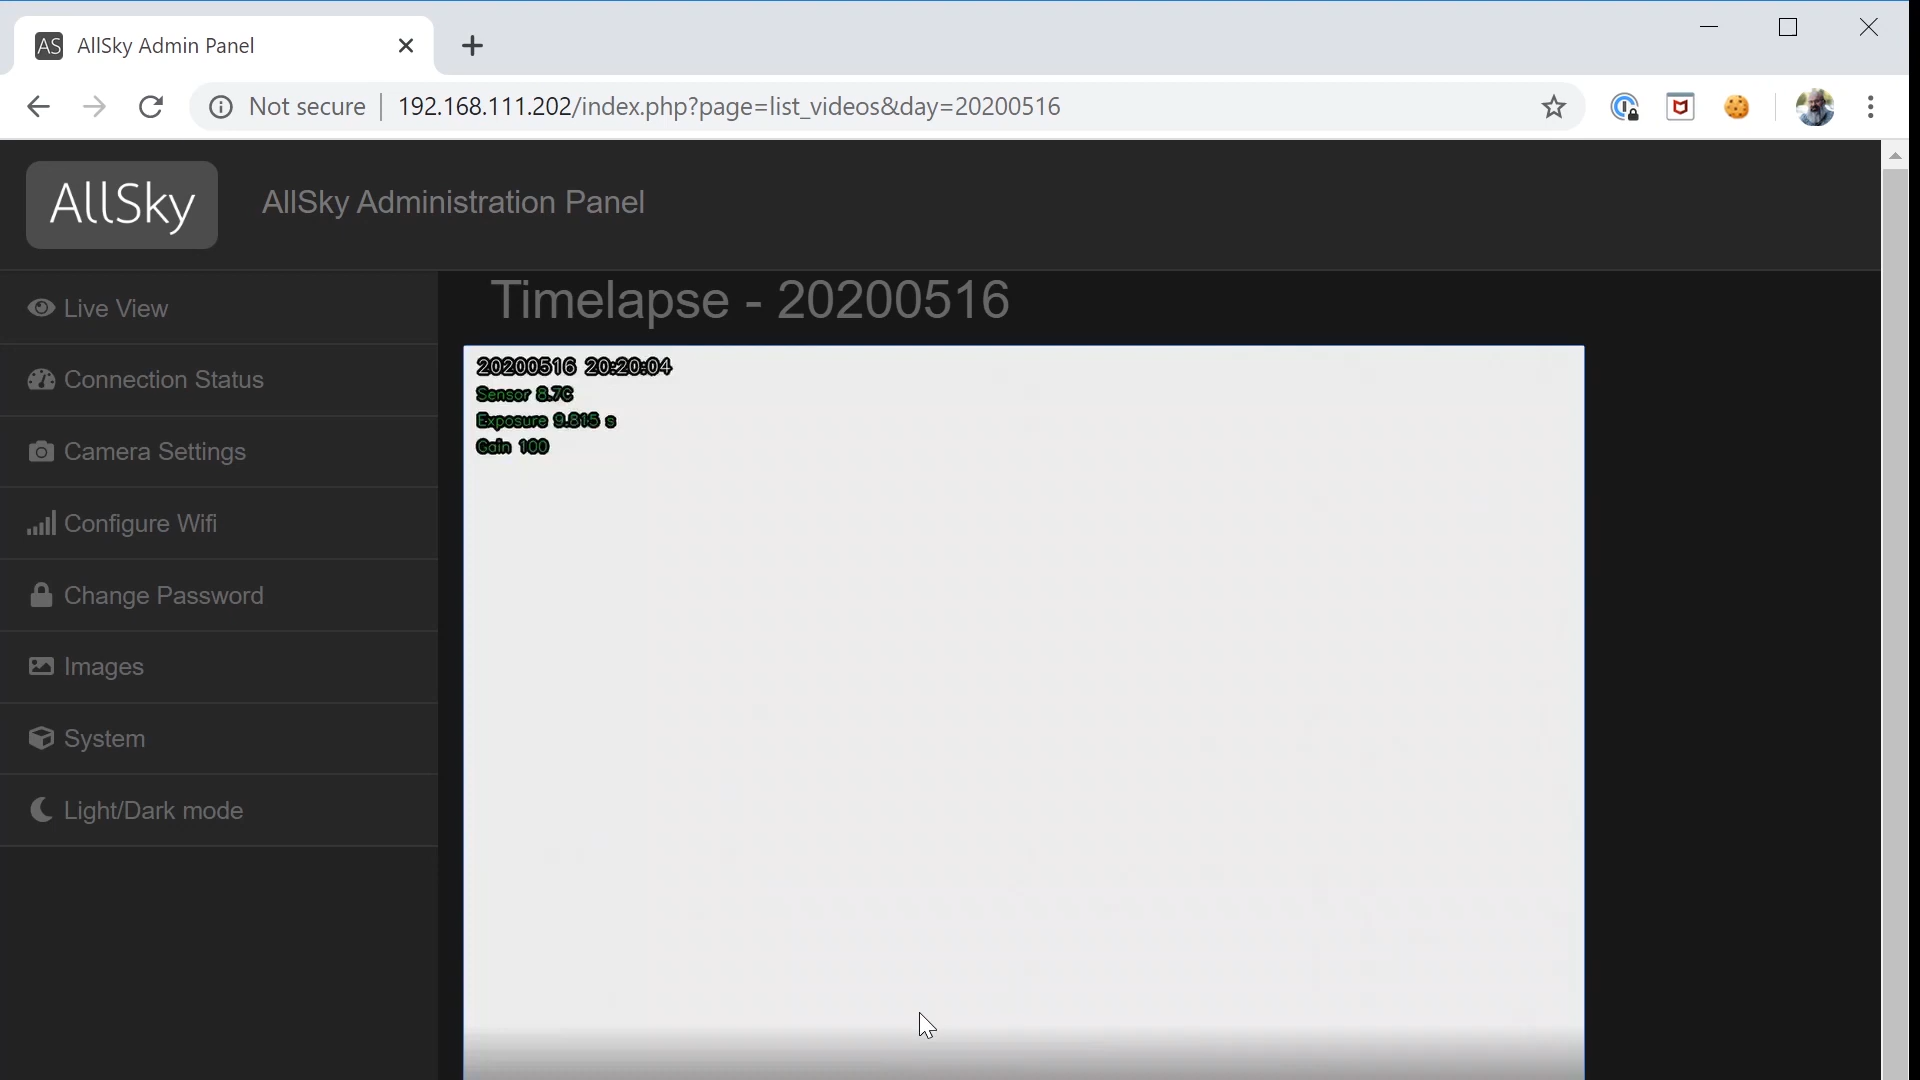 AS AllSky Admin Panel
Not secure 192.168.111.202/index.php?page=list_videos&day=20200516
AllSky AllSky Administration Panel
Live View
Connection Status
Camera Settings
Configure Wifi
Change Password
Images
System
Light/Dark mode
Timelapse - 20200516
20200516 20:20:04
Sensor 8.7C
Exposure 9.815 s
Gain 100